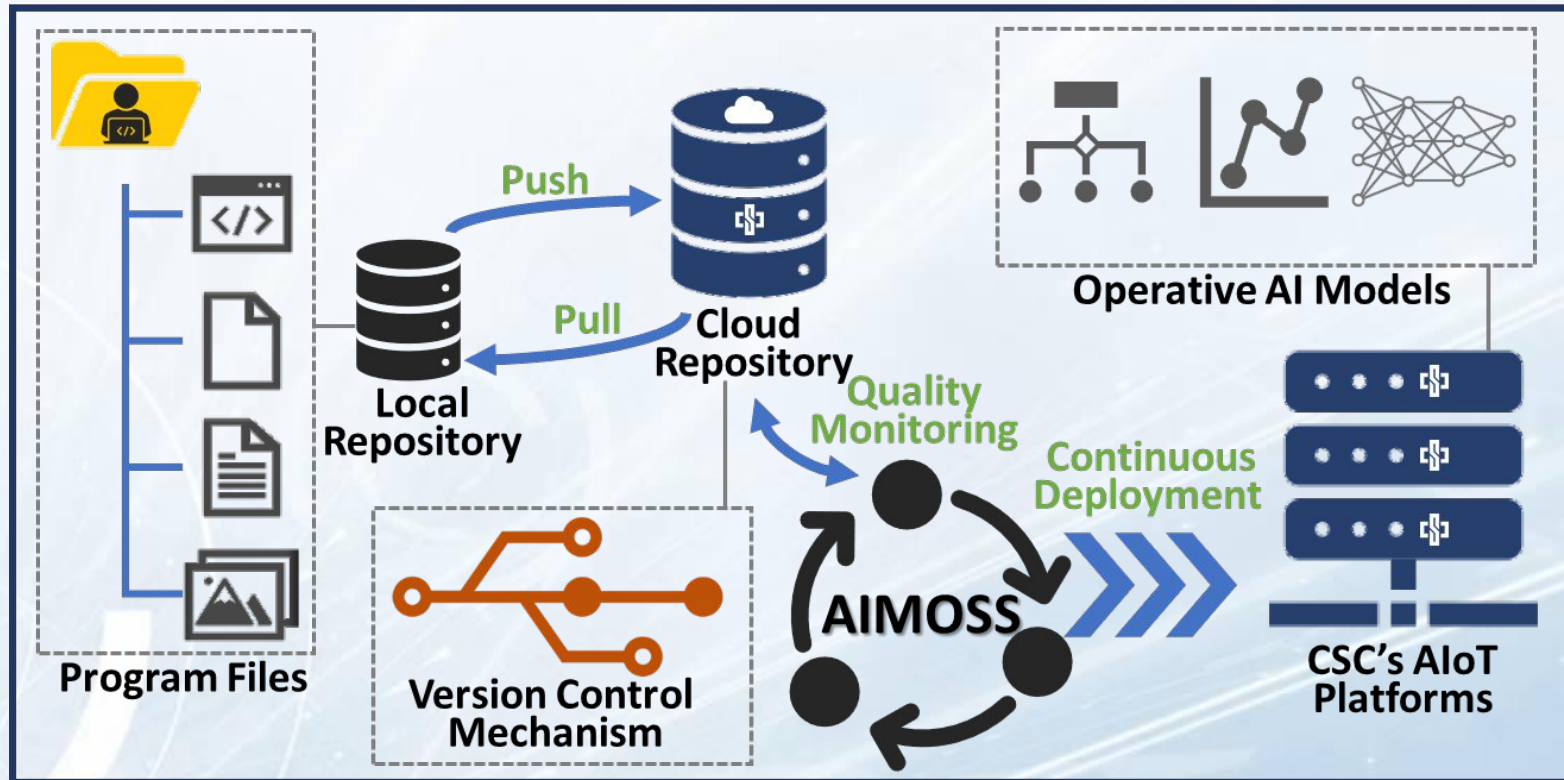 Program Files
</>
</>
Push
Pull
Local
Repository
Cloud
Repository
Version Control
Mechanism
Quality
Monitoring
AIMOSS
Continuous
Deployment
Operative AI Models
CSC's AIoT
Platforms